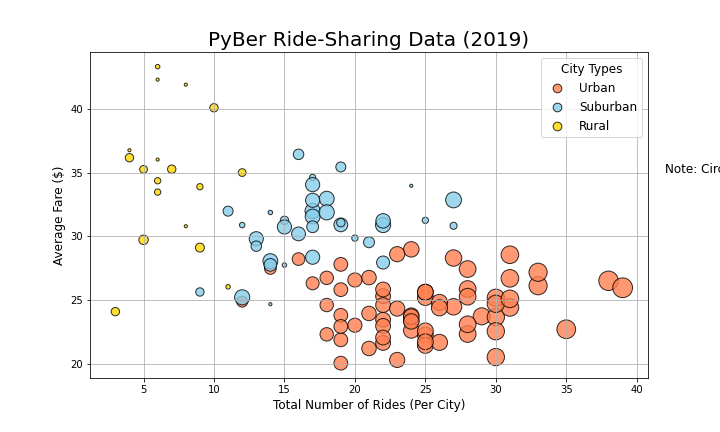 PyBer Ride-Sharing Data (2019)
City Types
Urban
Suburban
Rural
Note:
Average Fare ($)
40
35
30
25
20
5 10 15 20 25 30 35 40
Total Number of Rides (Per City)